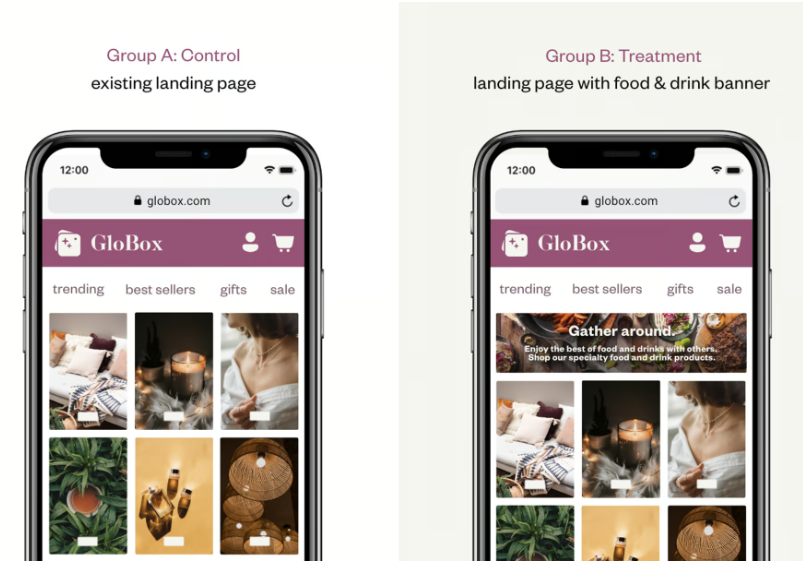 Group A: Control
existing landing page
12:00
globox.com
GloBox
trending best sellers gifts sale
Group B: Treatment
landing page with food & drink banner
12:00
globox.com
GloBox
trending best sellers gifts sale
Gather around.
Enjoy the best of food and drinks with others.
Shop our specialty food and drink products.